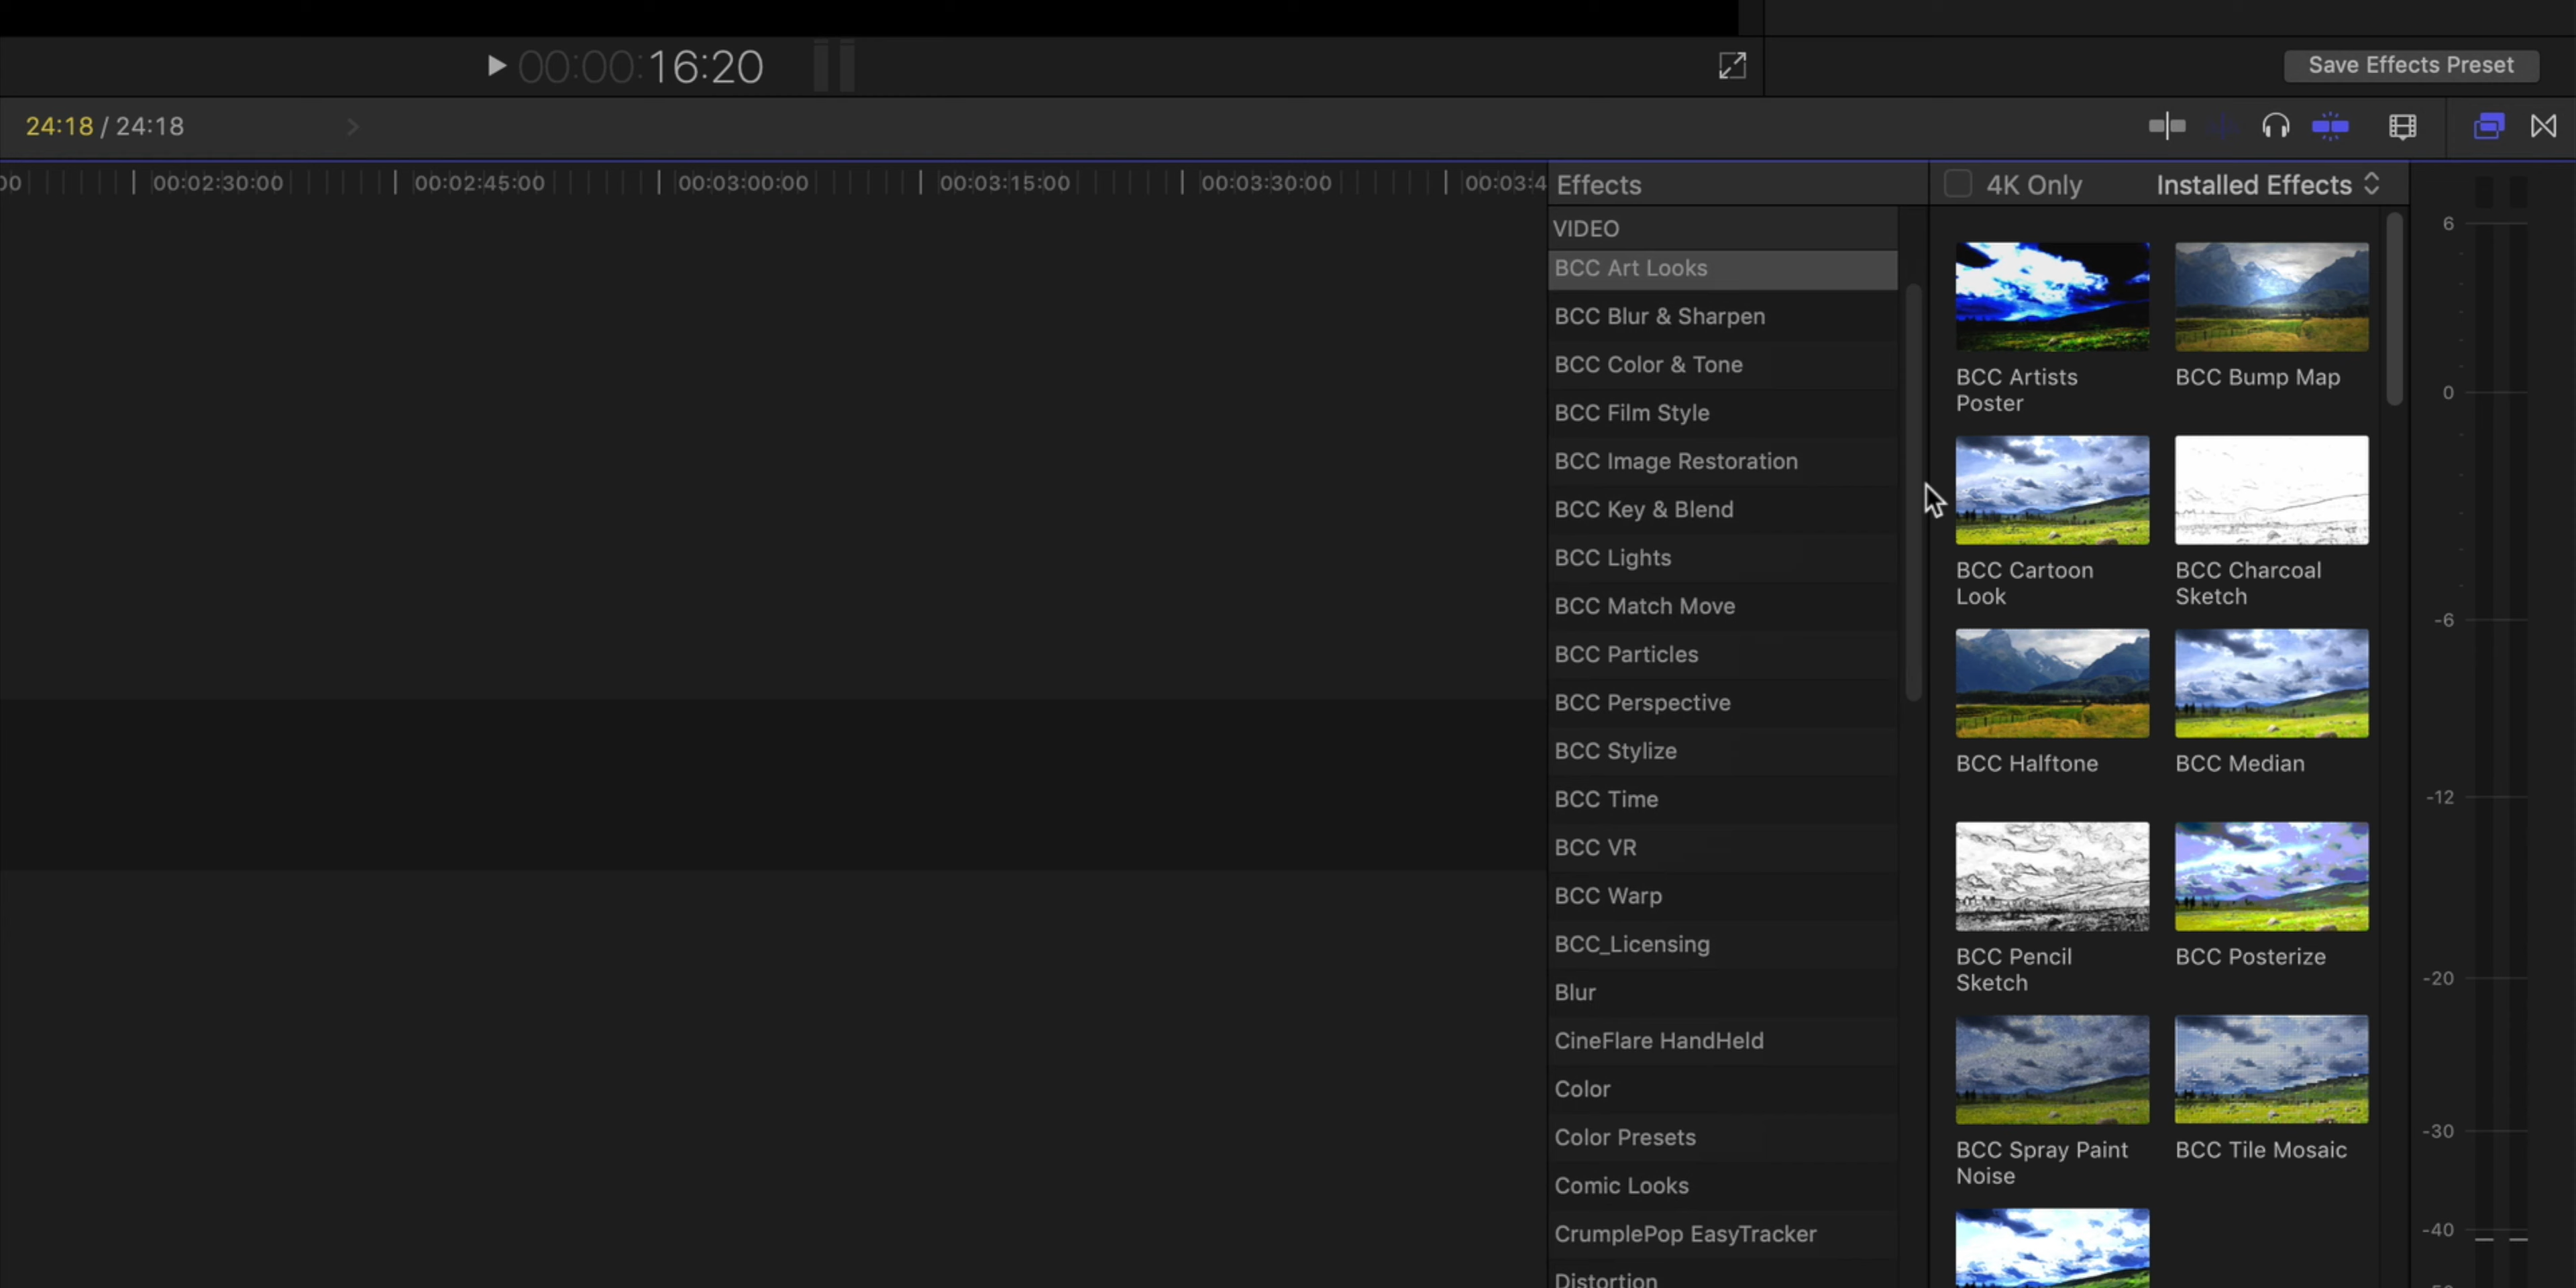 00:00:16:20
Save Effects Preset
24:18 / 24:18
00 00:02:30:00 00:02:45:00 00:03:00:00 00:03:15:00 00:03:30:00 00:03:4
Effects
4K Only
Installed Effects
VIDEO
BCC Art Looks
BCC Blur & Sharpen
BCC Color & Tone
BCC Film Style
BCC Image Restoration
BCC Key & Blend
BCC Lights
BCC Match Move
BCC Particles
BCC Perspective
BCC Stylize
BCC Time
BCC VR
BCC Warp
BCC_Licensing
Blur
CineFlare HandHeld
Color
Color Presets
Comic Looks
CrumplePop EasyTracker
Distortion
BCC Artists
Poster
BCC Bump Map
BCC Cartoon
Look
BCC Charcoal
Sketch
BCC Halftone
BCC Median
BCC Pencil
Sketch
BCC Posterize
BCC Spray Paint
Noise
BCC Tile Mosaic
6
0
-6
-12
-20
-30
-40